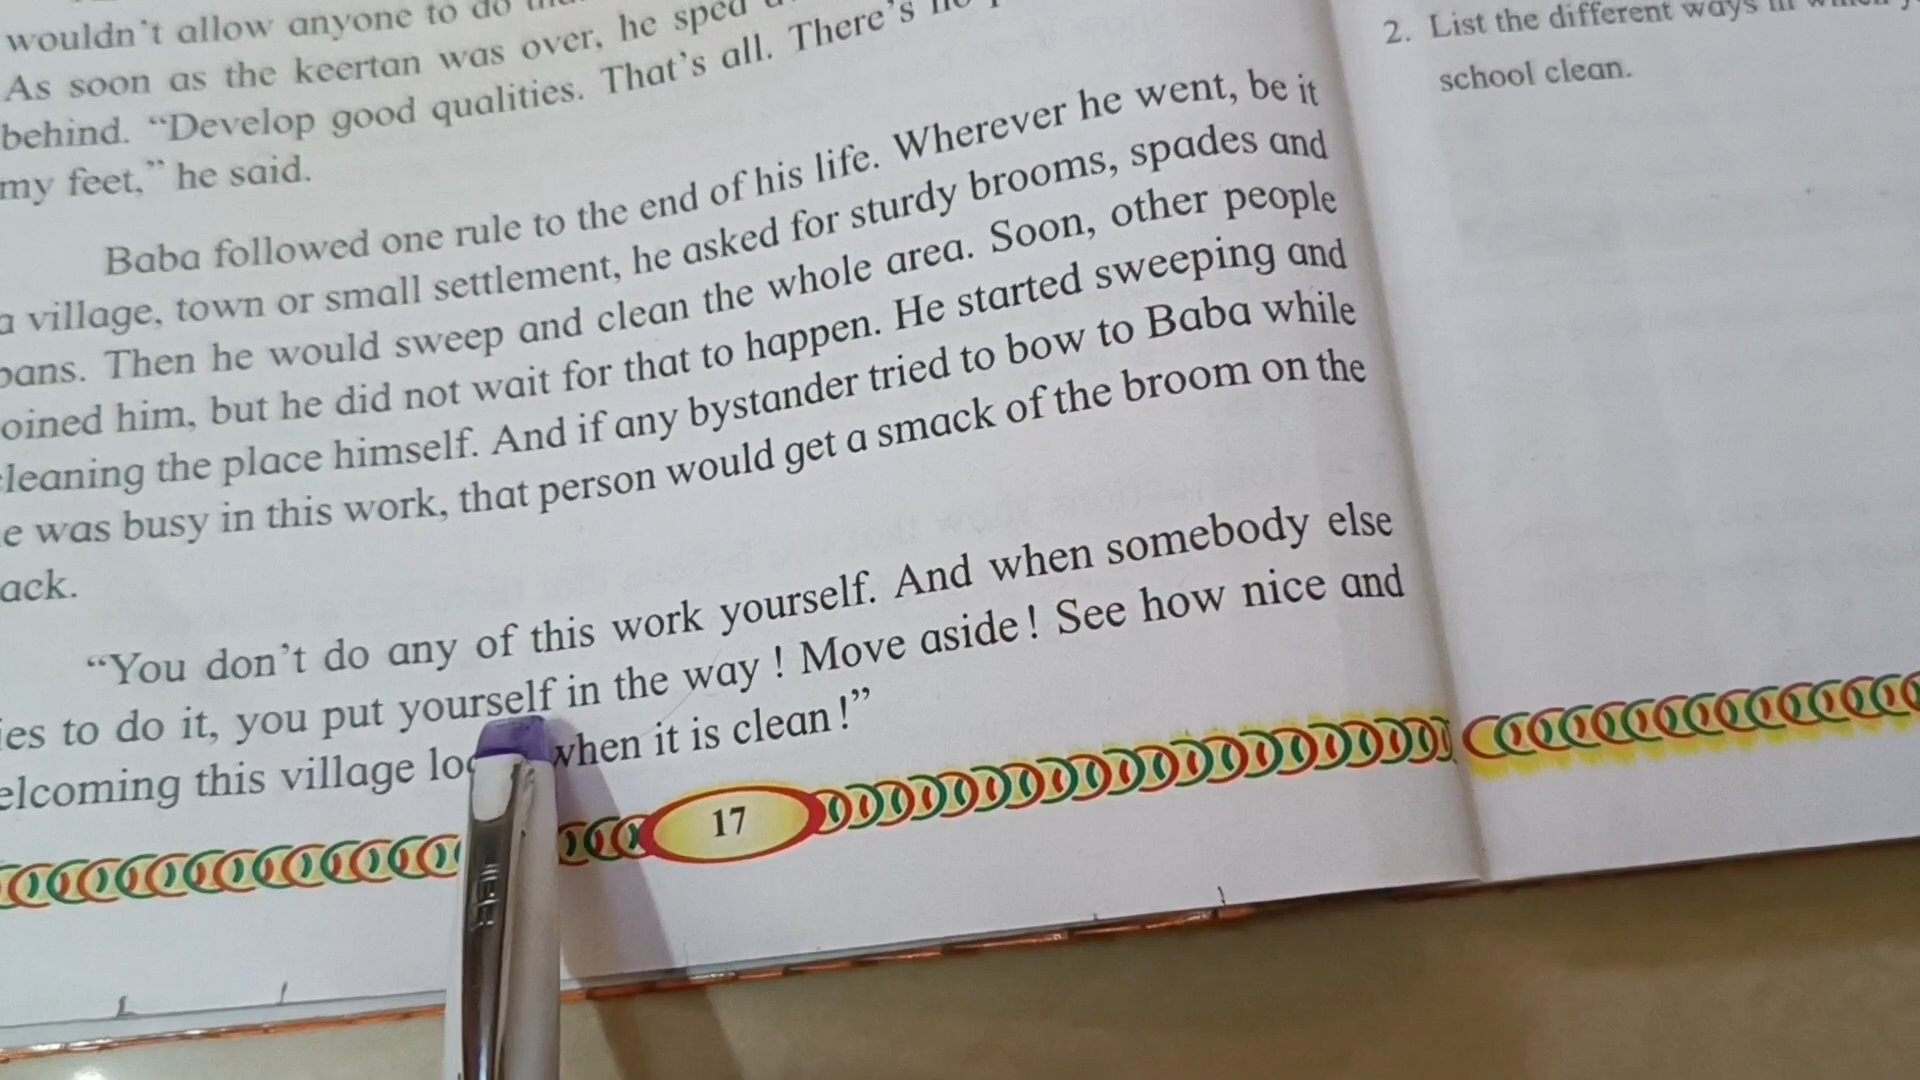 wouldn't allow anyone to do
As soon as the keertan was over, he sped
behind. “Develop good qualities. That's all. There's
my feet,” he said.
Baba followed one rule to the end of his life. Wherever he went, be it
a village, town or small settlement, he asked for sturdy brooms, spades and
pans. Then he would sweep and clean the whole area. Soon, other people
oined him, but he did not wait for that to happen. He started sweeping and
leaning the place himself. And if any bystander tried to bow to Baba while
e was busy in this work, that person would get a smack of the broom on the
ack.
“You don't do any of this work yourself. And when somebody else
ies to do it, you put yourself in the way ! Move aside ! See how nice and
elcoming this village when it is clean !”
17
2. List the different ways in
school clean.